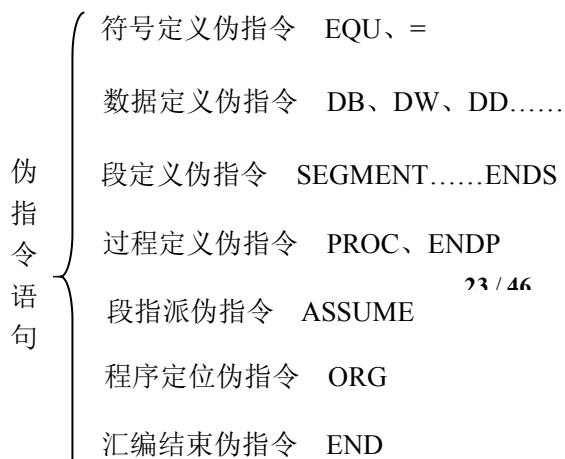 符号定义伪指令 EQU、=
数据定义伪指令 DB、DW、DD……
段定义伪指令 SEGMENT……ENDS
过程定义伪指令 PROC、ENDP
伪指令语句
23 / 46
段指派伪指令 ASSUME
程序定位伪指令 ORG
汇编结束伪指令 END